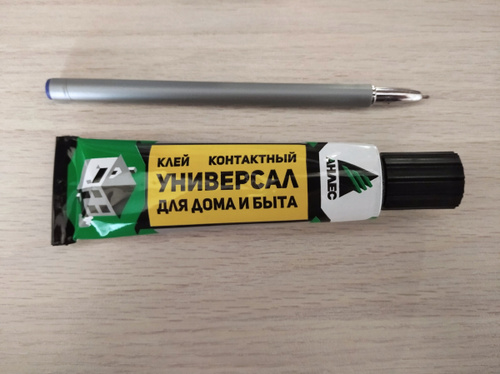 КЛЕЙ КОНТАКТНЫЙ
УНИВЕРСАЛ
ДЛЯ ДОМА И БЫТА
АНЛЕС